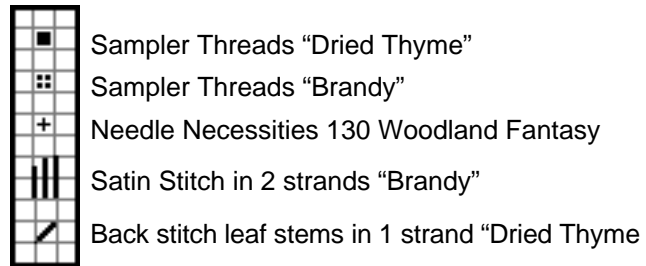 Sampler Threads “Dried Thyme”
Sampler Threads “Brandy”
Needle Necessities 130 Woodland Fantasy
Satin Stitch in 2 strands “Brandy”
Back stitch leaf stems in 1 strand “Dried Thyme